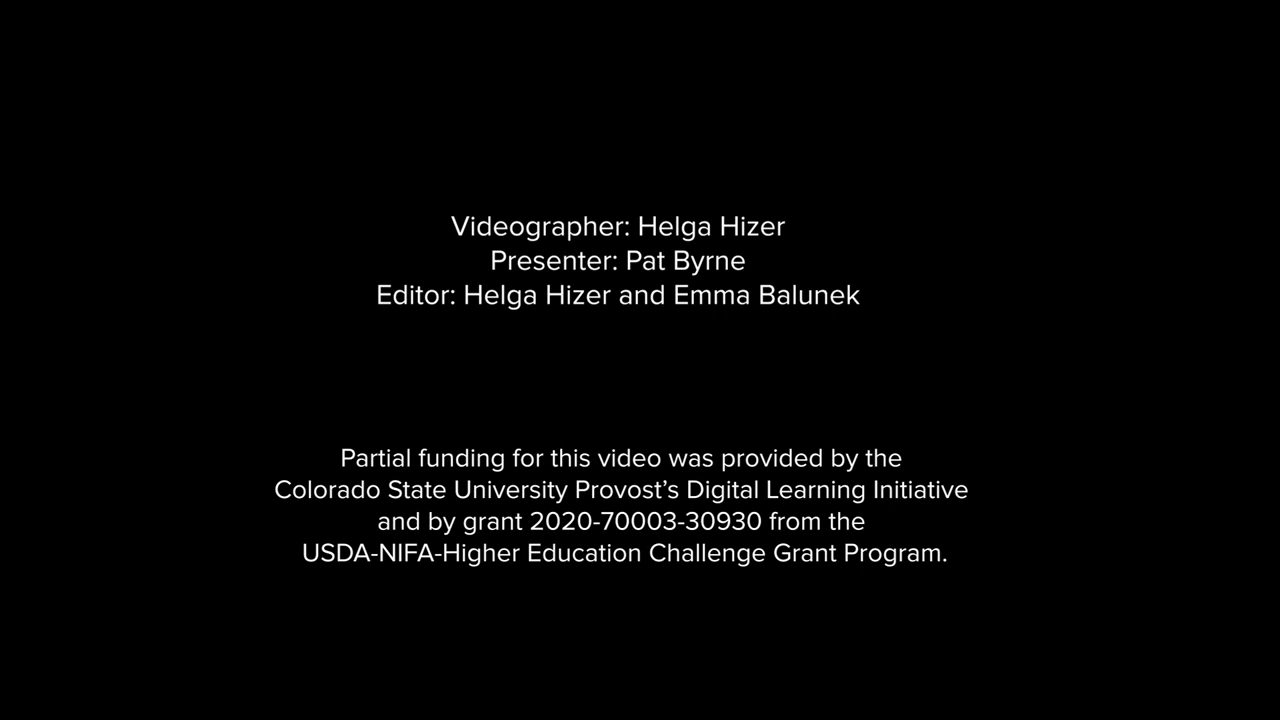 Videographer: Helga Hizer
Presenter: Pat Byrne
Editor: Helga Hizer and Emma Balunek
Partial funding for this video was provided by the
Colorado State University Provost’s Digital Learning Initiative
and by grant 2020-70003-30930 from the
USDA-NIFA-Higher Education Challenge Grant Program.